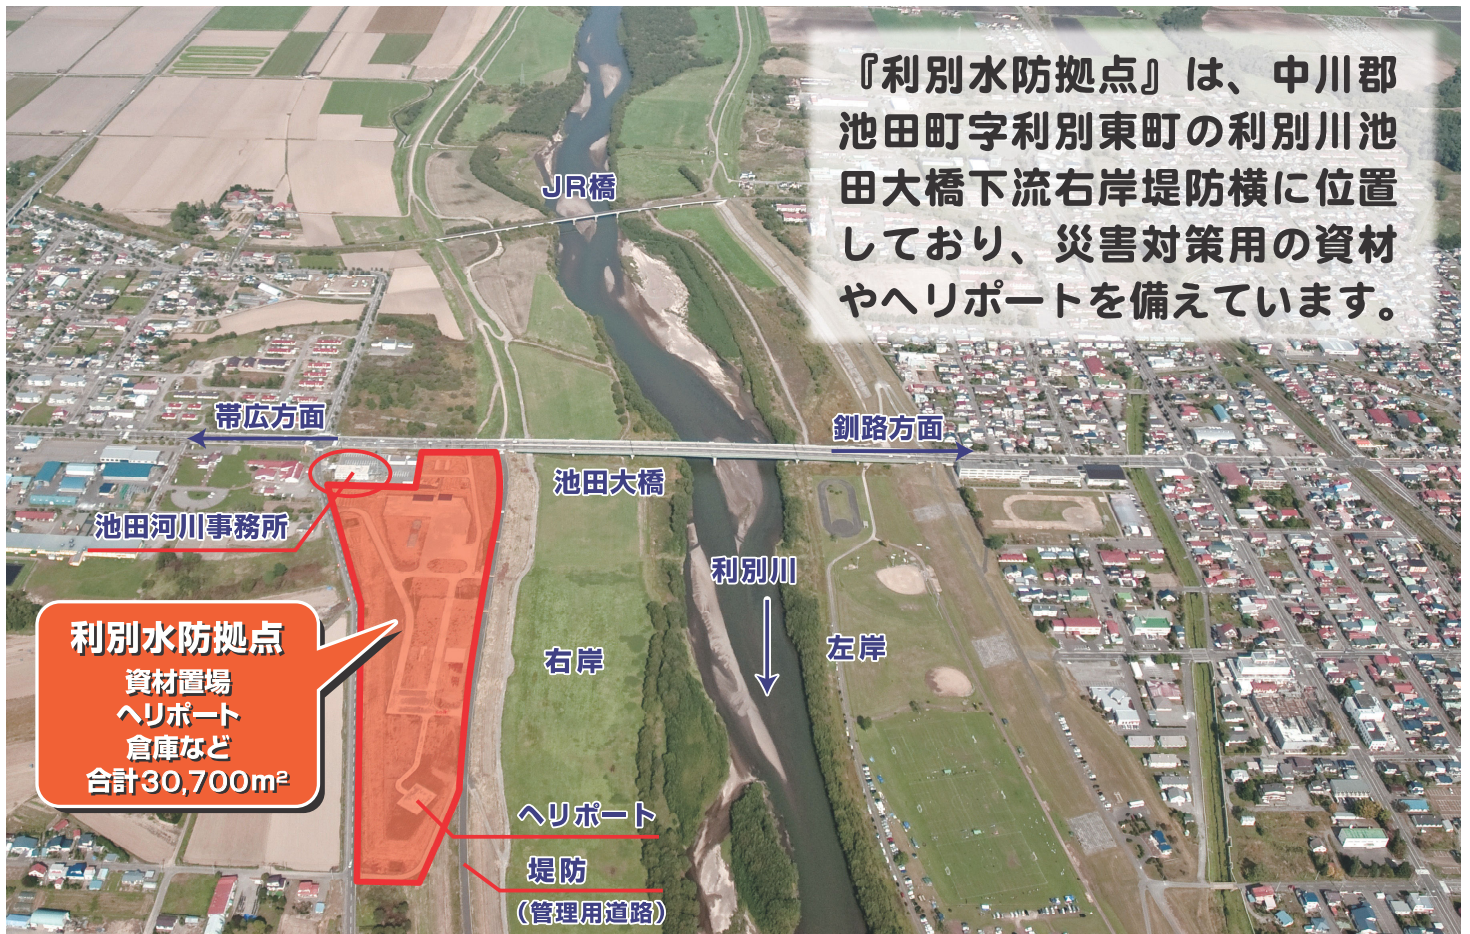 『利別水防拠点』は、中川郡
池田町字利別東町の利別川池
田大橋下流右岸堤防横に位置
しており、災害対策用の資材
やヘリポートを備えています。
JR橋
帯広方面
釧路方面
池田大橋
池田河川事務所
利別川
利別水防拠点
資材置場
ヘリポート
倉庫など
合計30,700m²
右岸
左岸
ヘリポート
堤防
（管理用道路）